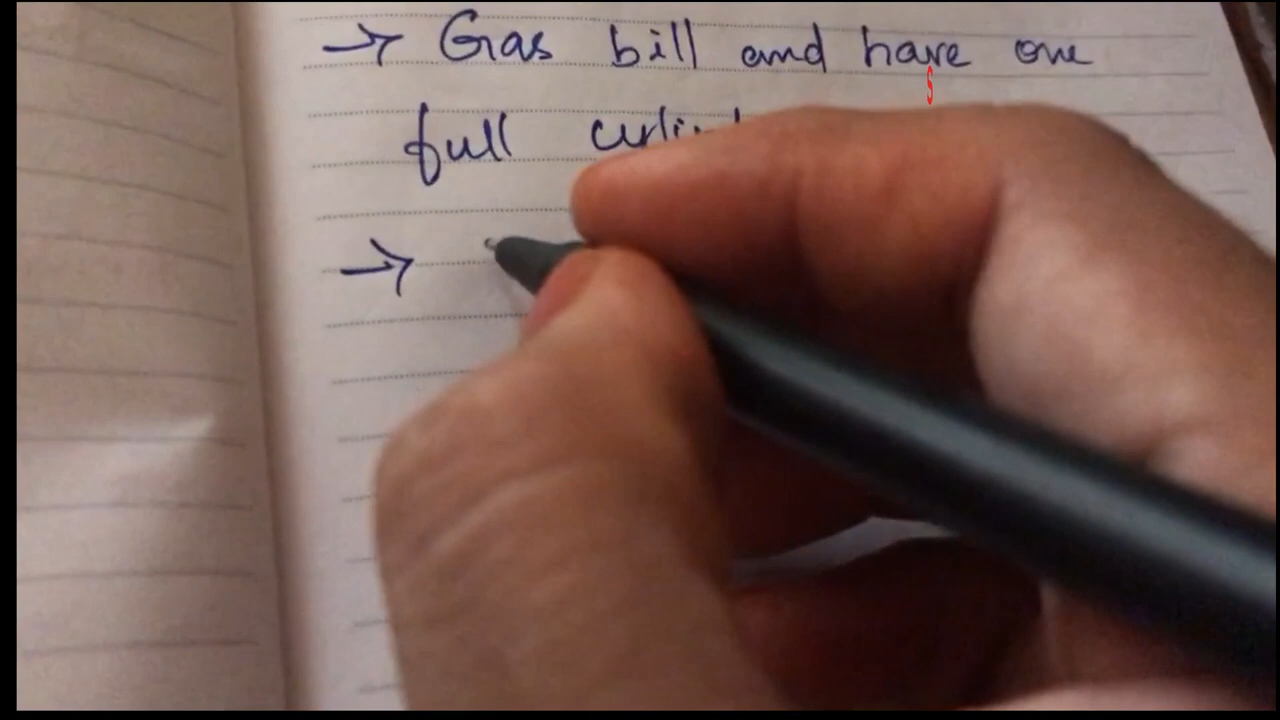 → Gas bill and have one
S
full
→